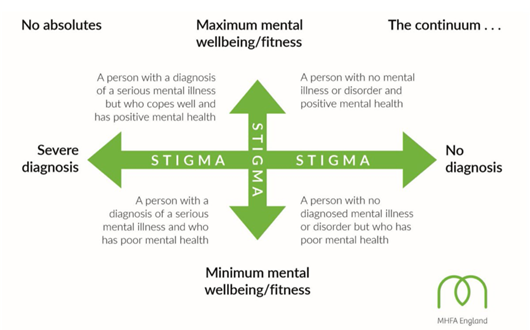 No absolutes
Maximum mental
wellbeing/fitness
The continuum . . .
A person with a diagnosis
of a serious mental illness
but who copes well and
has positive mental health
A person with no mental
illness or disorder and
positive mental health
Severe
diagnosis
STIGMA
STIGMA
STIGMA
No
diagnosis
A person with a
diagnosis of a serious
mental illness and who
has poor mental health
A person with no
diagnosed mental illness
or disorder but who has
poor mental health
Minimum mental
wellbeing/fitness
MHFA England